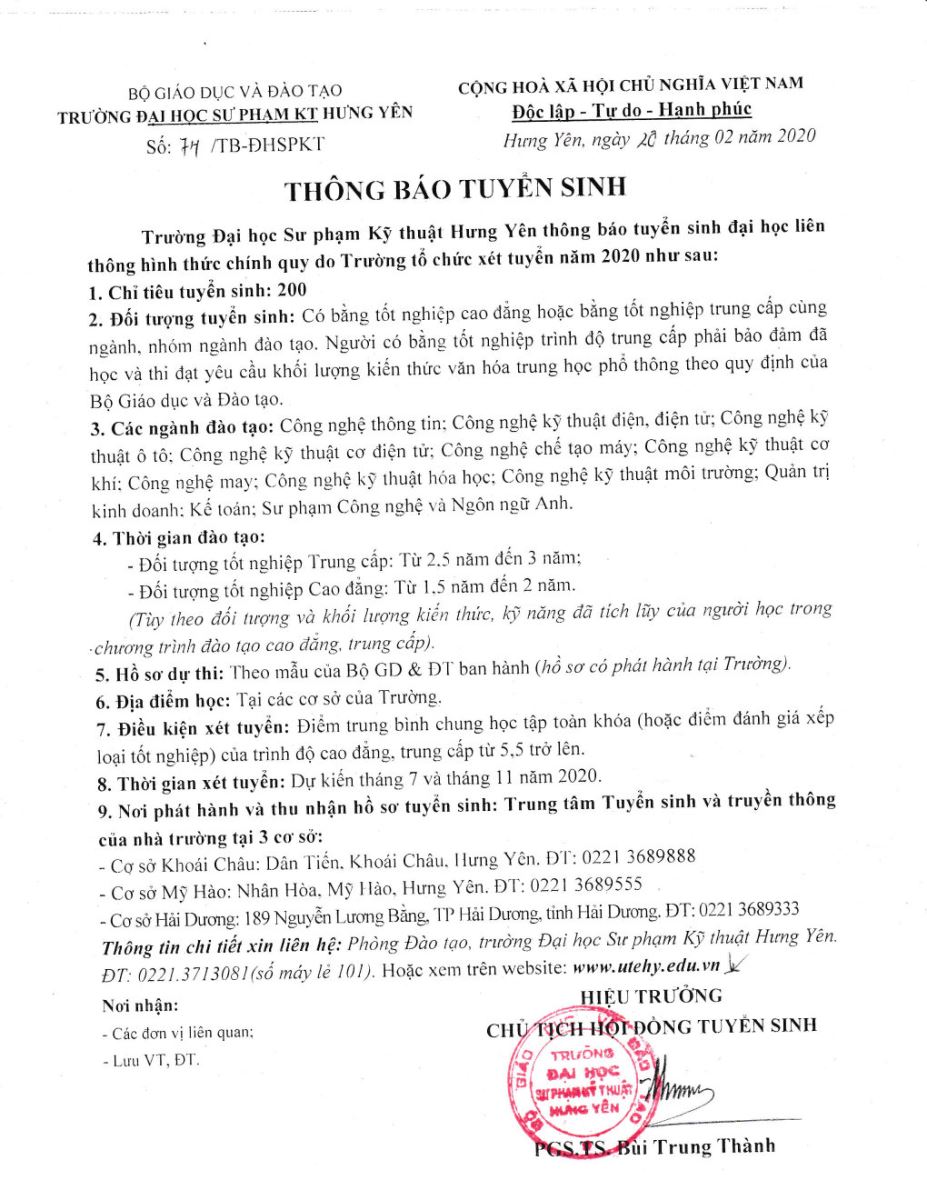 BỘ GIÁO DỤC VÀ ĐÀO TẠO
TRƯỜNG ĐẠI HỌC SƯ PHẠM KT HƯNG YÊN
Số: 74 /TB-ĐHSPKT
CỘNG HOÀ XÃ HỘI CHỦ NGHĨA VIỆT NAM
Độc lập - Tự do - Hạnh phúc
Hưng Yên, ngày 20 tháng 02 năm 2020
THÔNG BÁO TUYỂN SINH
Trường Đại học Sư phạm Kỹ thuật Hưng Yên thông báo tuyển sinh đại học liên
thông hình thức chính quy do Trường tổ chức xét tuyển năm 2020 như sau:
1. Chỉ tiêu tuyển sinh: 200
2. Đối tượng tuyển sinh: Có bằng tốt nghiệp cao đẳng hoặc bằng tốt nghiệp trung cấp cùng
ngành, nhóm ngành đào tạo. Người có bằng tốt nghiệp trình độ trung cấp phải bảo đảm đã
học và thi đạt yêu cầu khối lượng kiến thức văn hóa trung học phổ thông theo quy định của
Bộ Giáo dục và Đào tạo.
3. Các ngành đào tạo: Công nghệ thông tin; Công nghệ kỹ thuật điện, điện tử; Công nghệ kỹ
thuật ô tô; Công nghệ kỹ thuật cơ điện tử; Công nghệ chế tạo máy; Công nghệ kỹ thuật cơ
khí; Công nghệ may; Công nghệ kỹ thuật hóa học; Công nghệ kỹ thuật môi trường; Quản trị
kinh doanh; Kế toán; Sư phạm Công nghệ và Ngôn ngữ Anh.
4. Thời gian đào tạo:
- Đối tượng tốt nghiệp Trung cấp: Từ 2,5 năm đến 3 năm;
- Đối tượng tốt nghiệp Cao đẳng: Từ 1,5 năm đến 2 năm.
(Tùy theo đối tượng và khối lượng kiến thức, kỹ năng đã tích lũy của người học trong
chương trình đào tạo cao đẳng, trung cấp).
5. Hồ sơ dự thi: Theo mẫu của Bộ GD & ĐT ban hành (hồ sơ có phát hành tại Trường).
6. Địa điểm học: Tại các cơ sở của Trường.
7. Điều kiện xét tuyển: Điểm trung bình chung học tập toàn khóa (hoặc điểm đánh giá xếp
loại tốt nghiệp) của trình độ cao đẳng, trung cấp từ 5,5 trở lên.
8. Thời gian xét tuyển: Dự kiến tháng 7 và tháng 11 năm 2020.
9. Nơi phát hành và thu nhận hồ sơ tuyển sinh: Trung tâm Tuyển sinh và truyền thông
của nhà trường tại 3 cơ sở:
- Cơ sở Khoái Châu: Dân Tiến, Khoái Châu, Hưng Yên. ĐT: 0221 3689888
- Cơ sở Mỹ Hào: Nhân Hòa, Mỹ Hào, Hưng Yên. ĐT: 0221 3689555
- Cơ sở Hải Dương: 189 Nguyễn Lương Bằng, TP Hải Dương, tỉnh Hải Dương. ĐT: 0221 3689333
Thông tin chi tiết xin liên hệ: Phòng Đào tạo, trường Đại học Sư phạm Kỹ thuật Hưng Yên.
ĐT: 0221.3713081(số máy lẻ 101). Hoặc xem trên website: www.utehy.edu.vn
Nơi nhận:
- Các đơn vị liên quan;
- Lưu VT, ĐT.
HIỆU TRƯỞNG
CHỦ TỊCH HỘI ĐỒNG TUYỂN SINH
BỘ GIÁO DỤC VÀ ĐÀO TẠO
TRƯỜNG
ĐẠI HỌC
SƯ PHẠM KỸ THUẬT
HƯNG YÊN
PGS.TS. Bùi Trung Thành